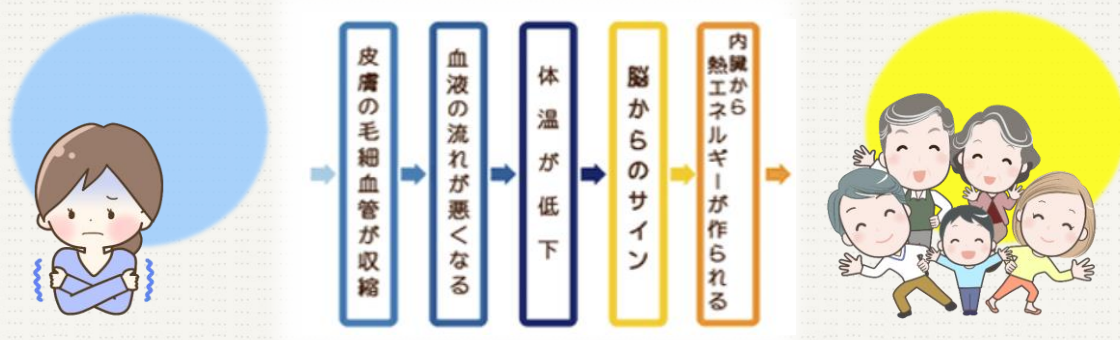 皮膚の毛細血管が収縮
血液の流れが悪くなる
体温が低下
脳からのサイン
内臓から
熱エネルギーが作られる